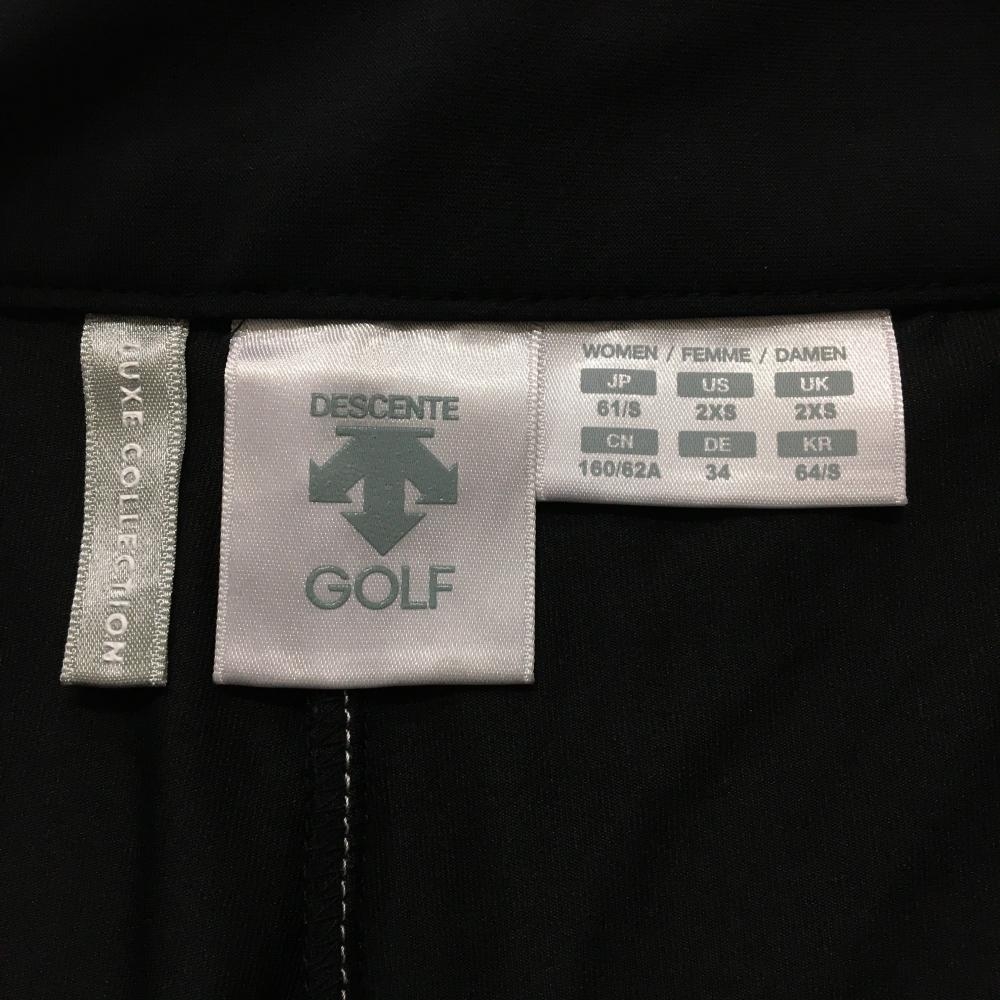 LUXE COLLECTION
DESCENTE
GOLF
WOMEN / FEMME / DAMEN
JP US UK
61/S 2XS 2XS
CN DE KR
160/62A 34 64/S